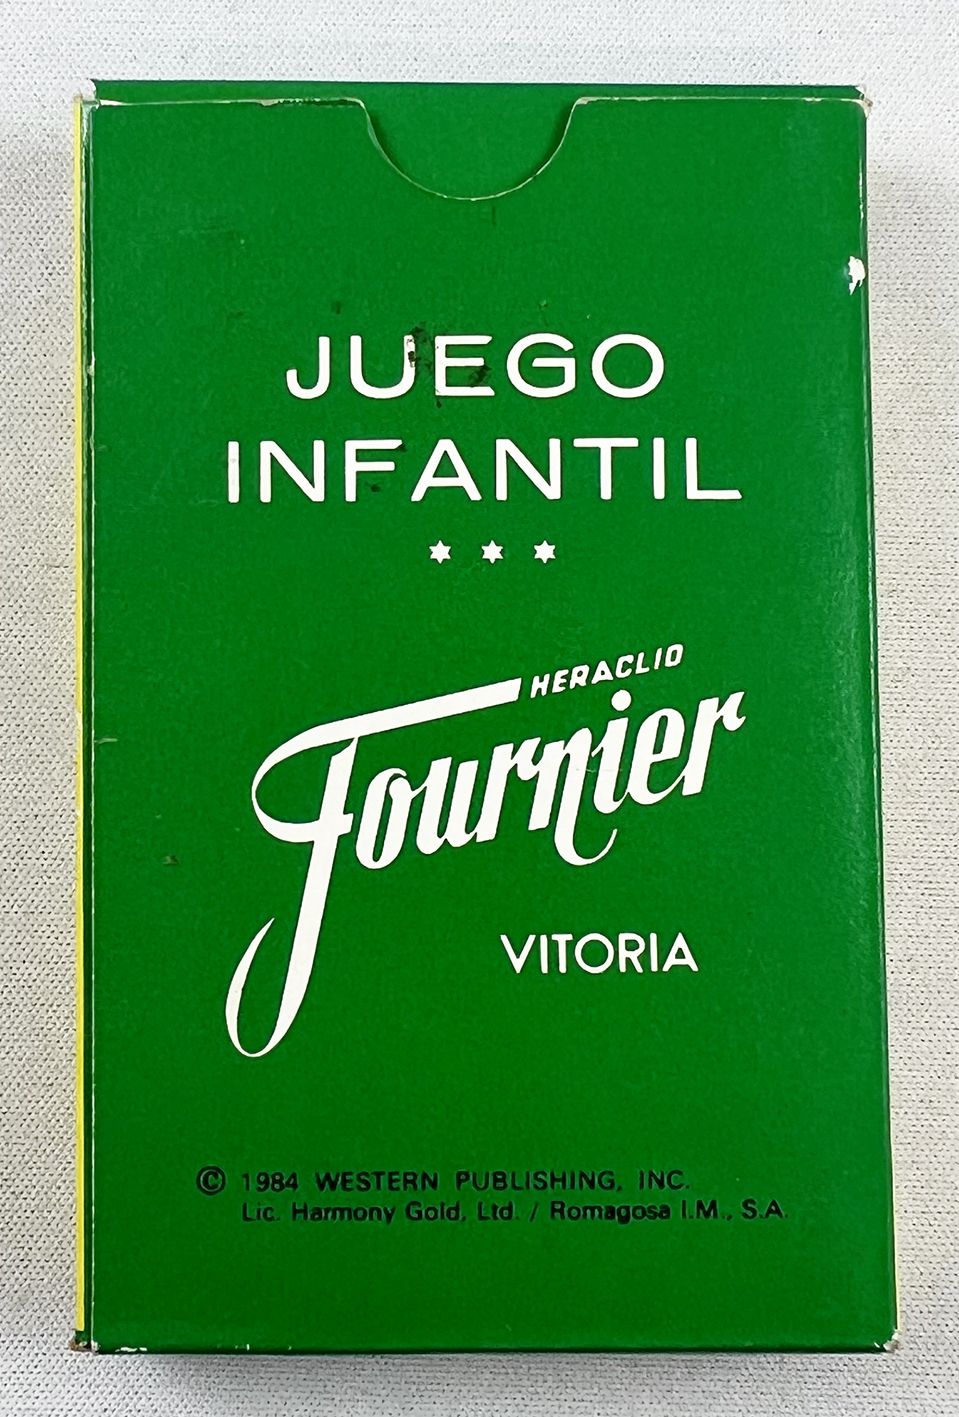 JUEGO
INFANTIL
HERACLIO
Fournier
VITORIA
© 1984 WESTERN PUBLISHING, INC.
Lic. Harmony Gold, Ltd. / Romagosa I.M., S.A.